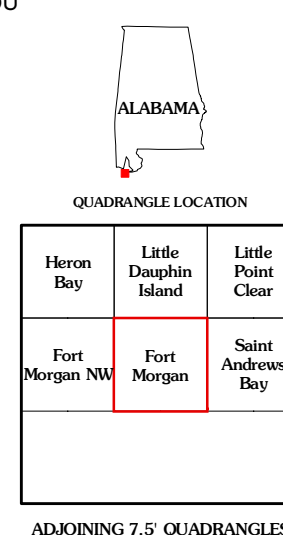 OU
ALABAMA
QUADRANGLE LOCATION
Heron
Bay
Little
Dauphin
Island
Little
Point
Clear
Fort
Morgan NW
Fort
Morgan
Saint
Andrews
Bay
ADJOINING 7.5' QUADRANGLES